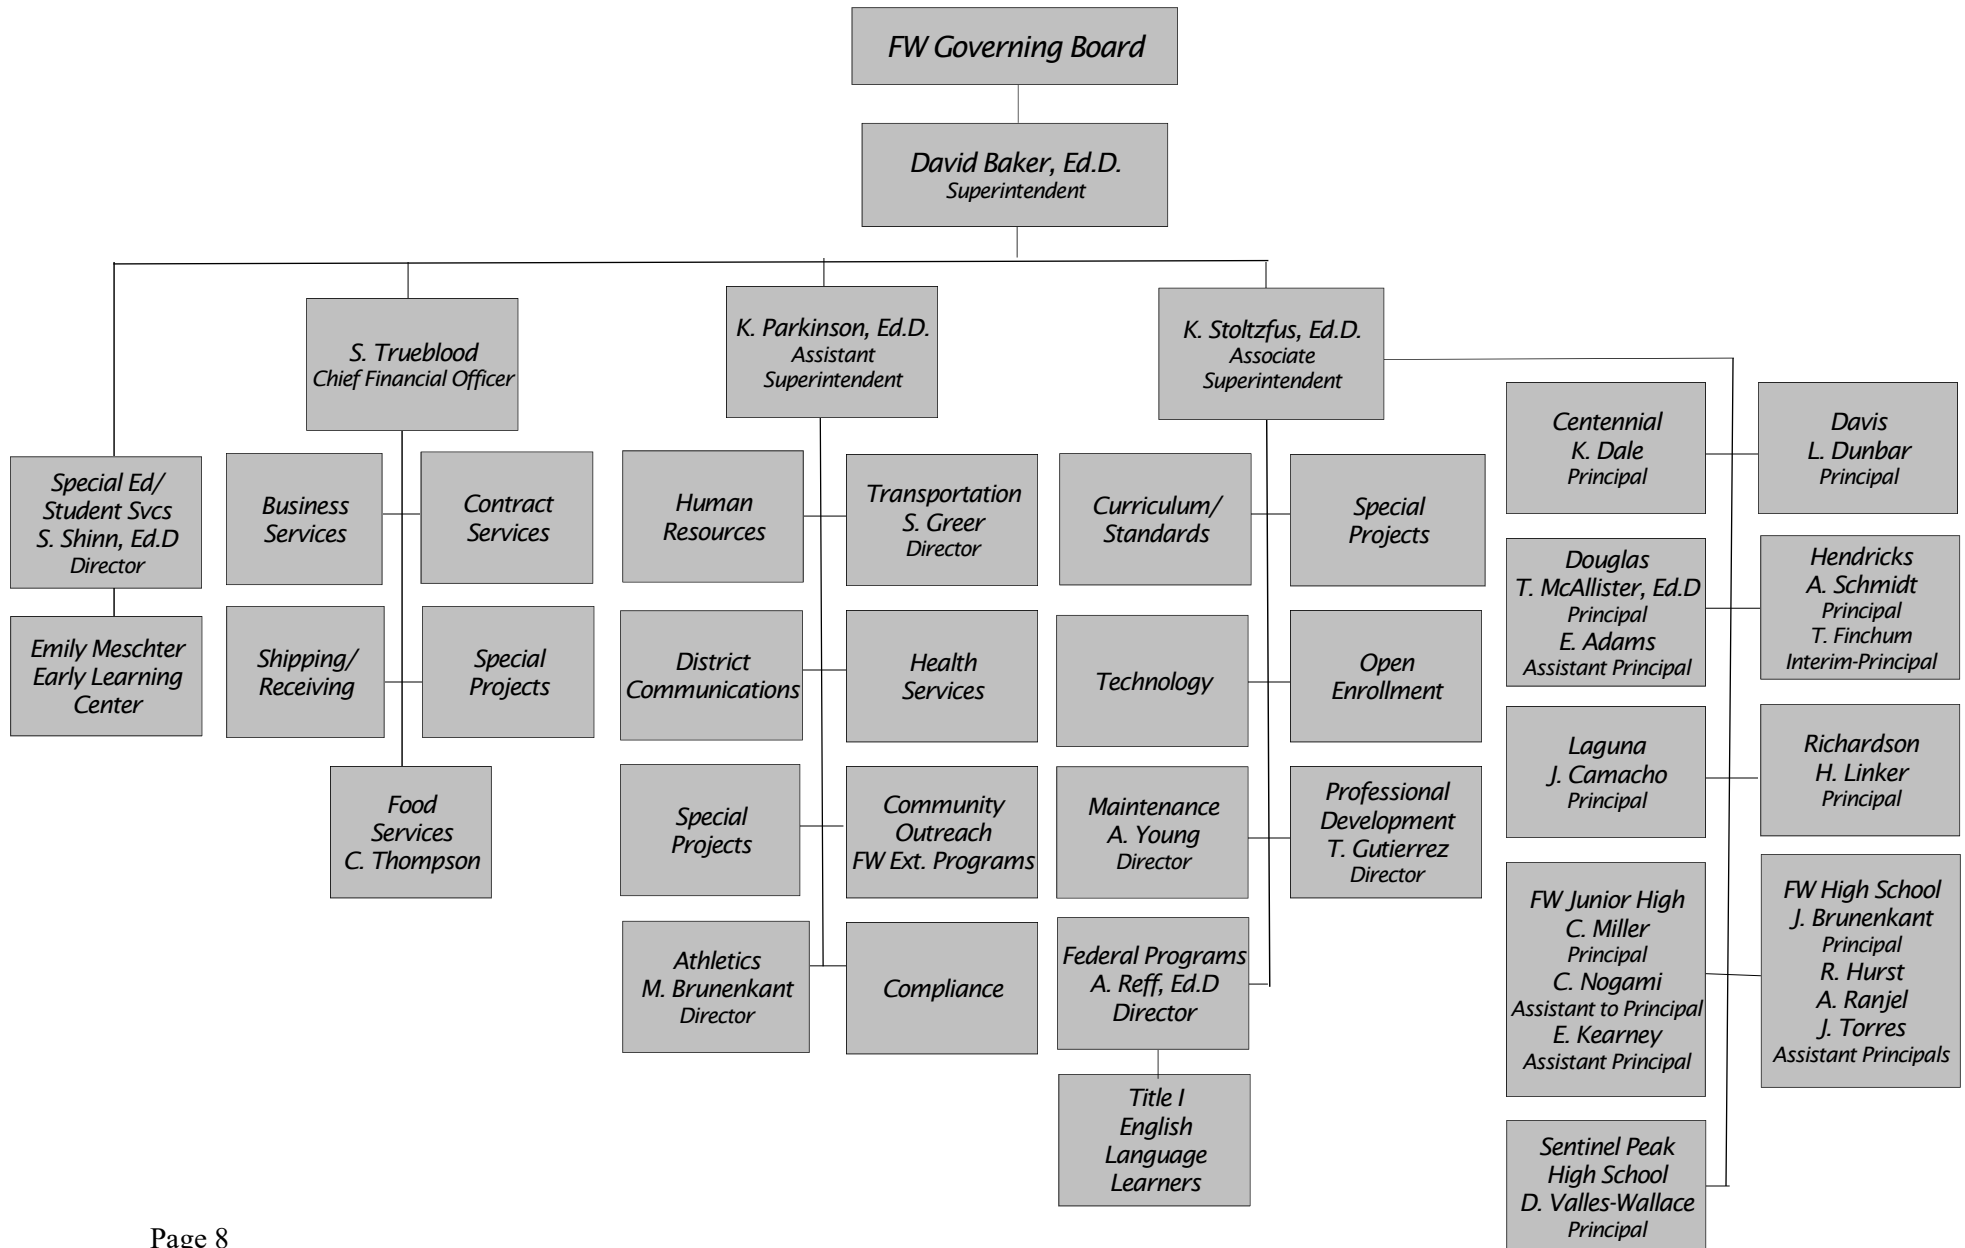 FW Governing Board
David Baker, Ed.D.
Superintendent
S. Trueblood
Chief Financial Officer
K. Parkinson, Ed.D.
Assistant
Superintendent
K. Stoltzfus, Ed.D.
Associate
Superintendent
Special Ed/
Student Svcs
S. Shinn, Ed.D
Director
Emily Meschter
Early Learning
Center
Business
Services
Contract
Services
Shipping/
Receiving
Special
Projects
Food
Services
C. Thompson
Human
Resources
Transportation
S. Greer
Director
District
Communications
Health
Services
Special
Projects
Community
Outreach
FW Ext. Programs
Athletics
M. Brunenkant
Director
Compliance
Curriculum/
Standards
Special
Projects
Technology
Open
Enrollment
Maintenance
A. Young
Director
Professional
Development
T. Gutierrez
Director
Federal Programs
A. Reff, Ed.D
Director
Title I
English
Language
Learners
Centennial
K. Dale
Principal
Davis
L. Dunbar
Principal
Douglas
T. McAllister, Ed.D
Principal
E. Adams
Assistant Principal
Hendricks
A. Schmidt
Principal
T. Finchum
Interim-Principal
Laguna
J. Camacho
Principal
Richardson
H. Linker
Principal
FW Junior High
C. Miller
Principal
C. Nogami
Assistant to Principal
E. Kearney
Assistant Principal
FW High School
J. Brunenkant
Principal
R. Hurst
A. Ranjel
J. Torres
Assistant Principals
Sentinel Peak
High School
D. Valles-Wallace
Principal
Page 8